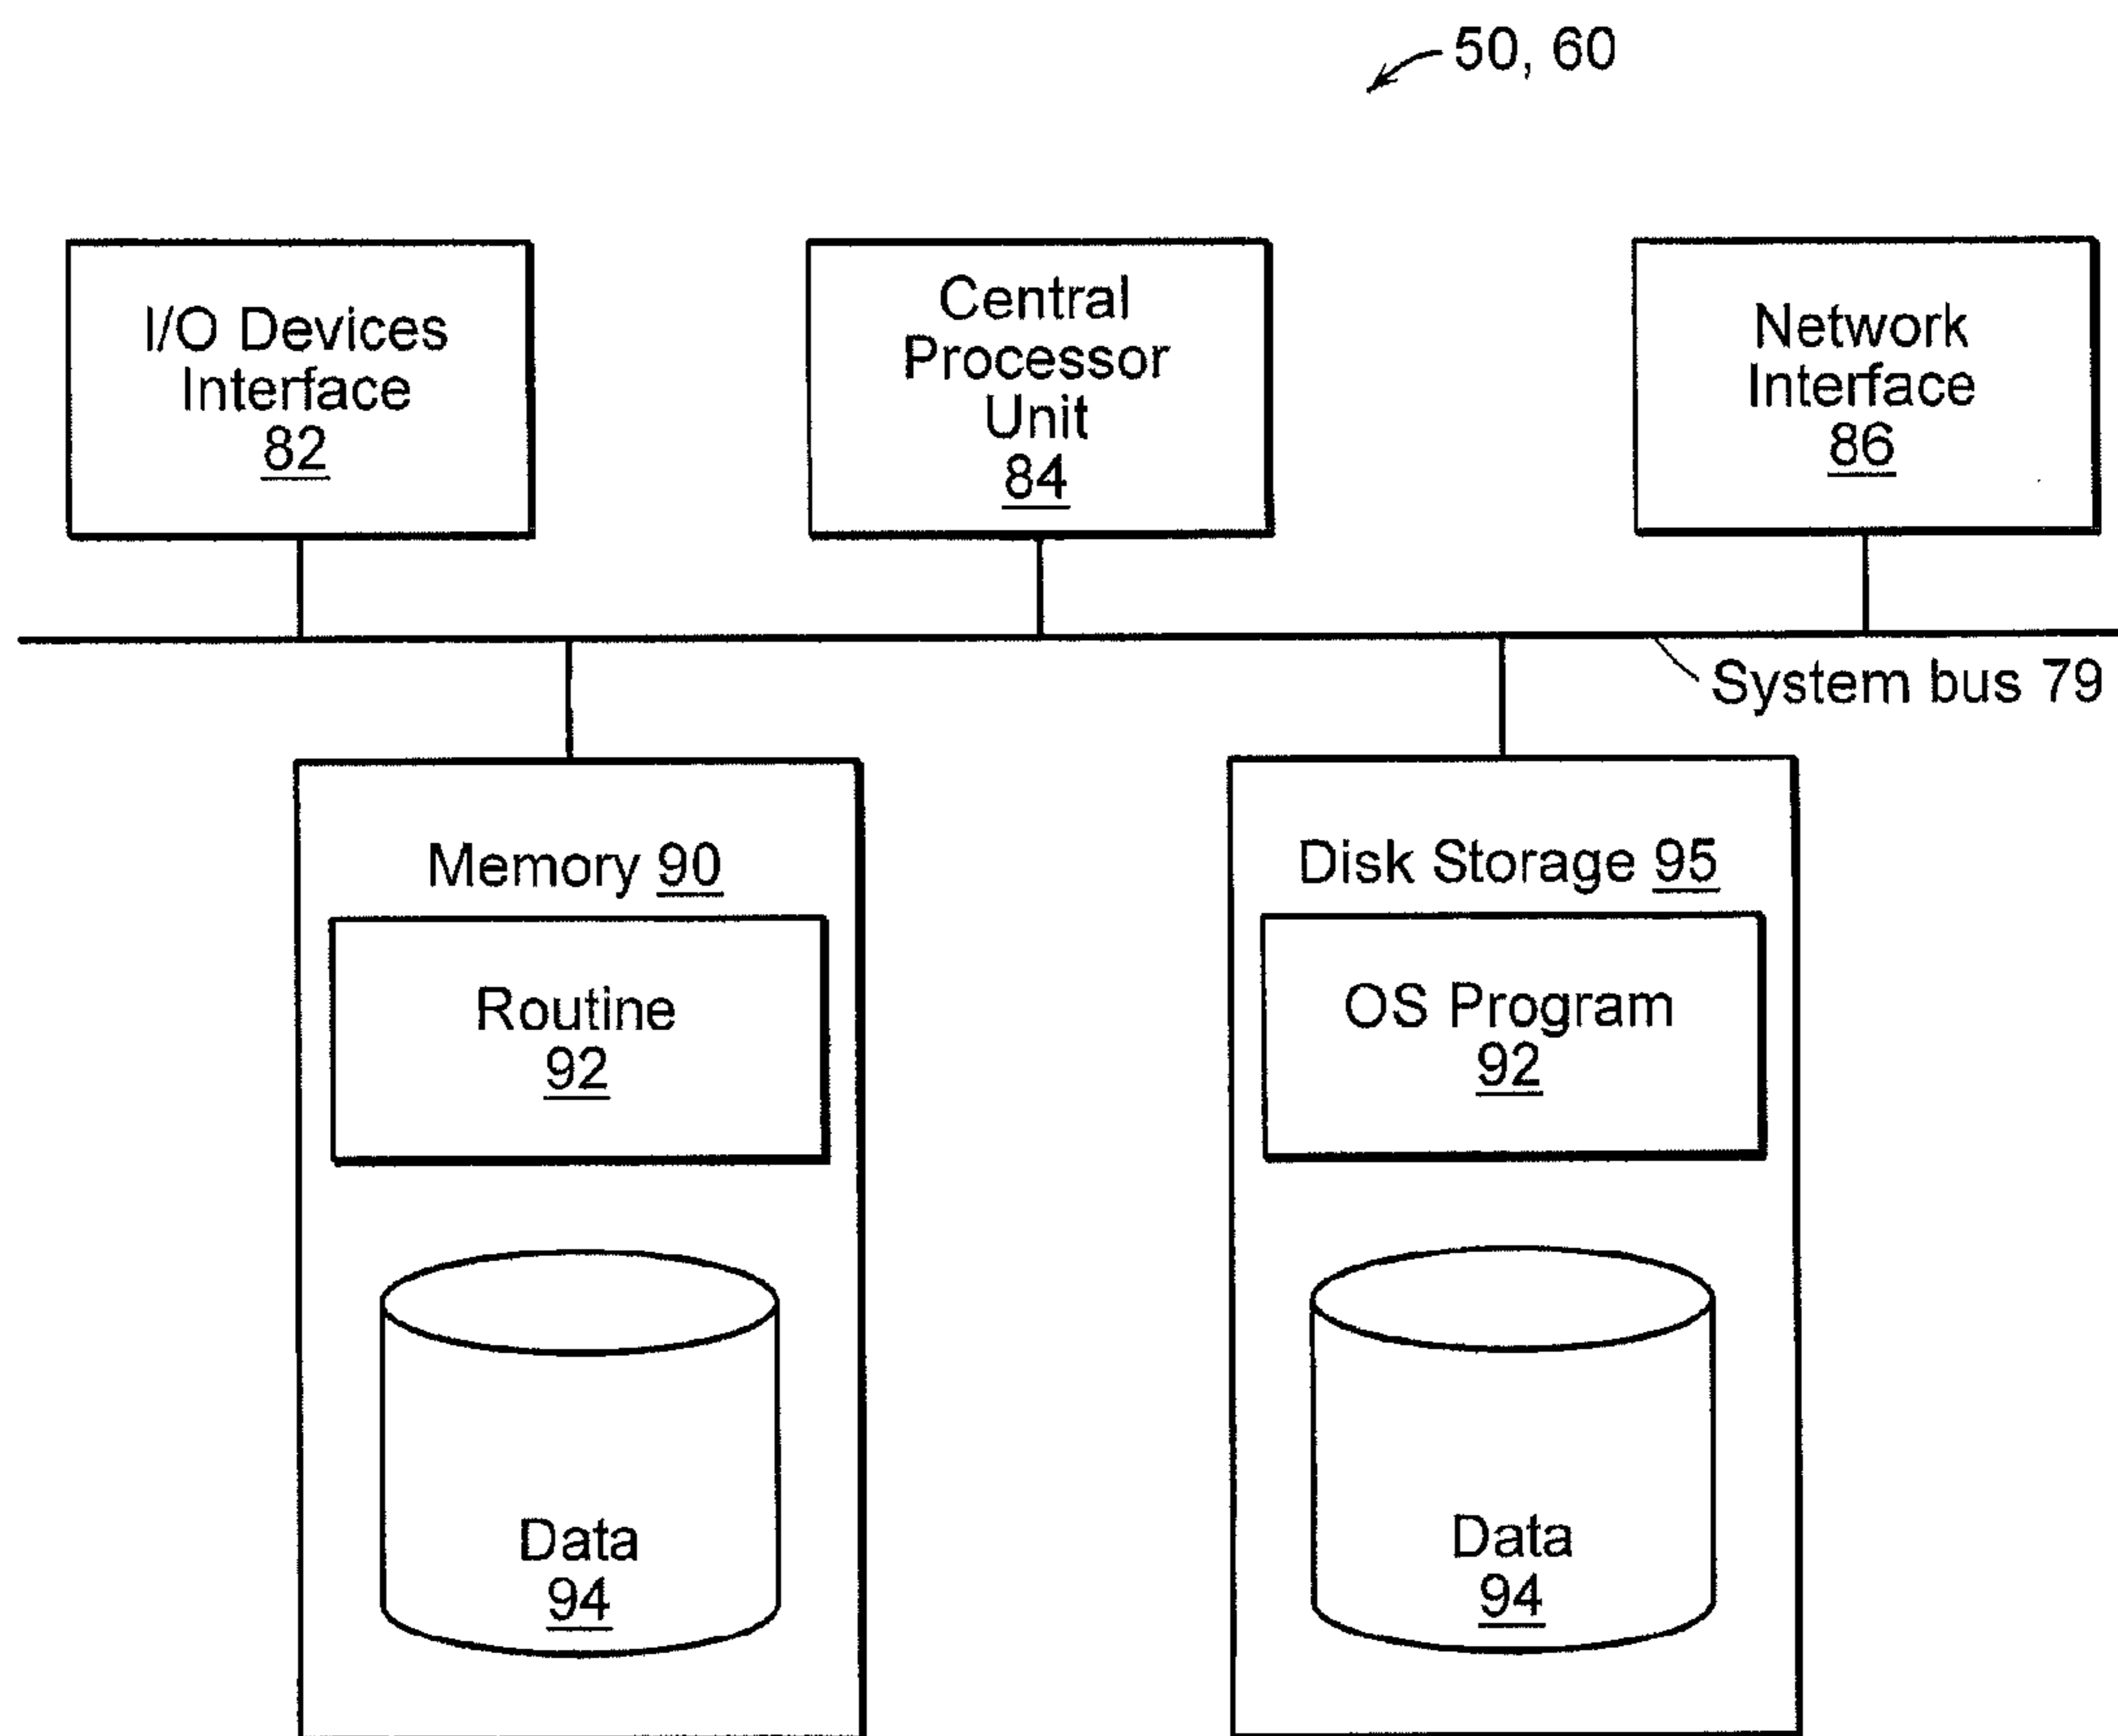 50, 60
I/O Devices
Interface
82
Central
Processor
Unit
84
Network
Interface
86
System bus 79
Memory 90
Routine
92
Data
94
Disk Storage 95
OS Program
92
Data
94